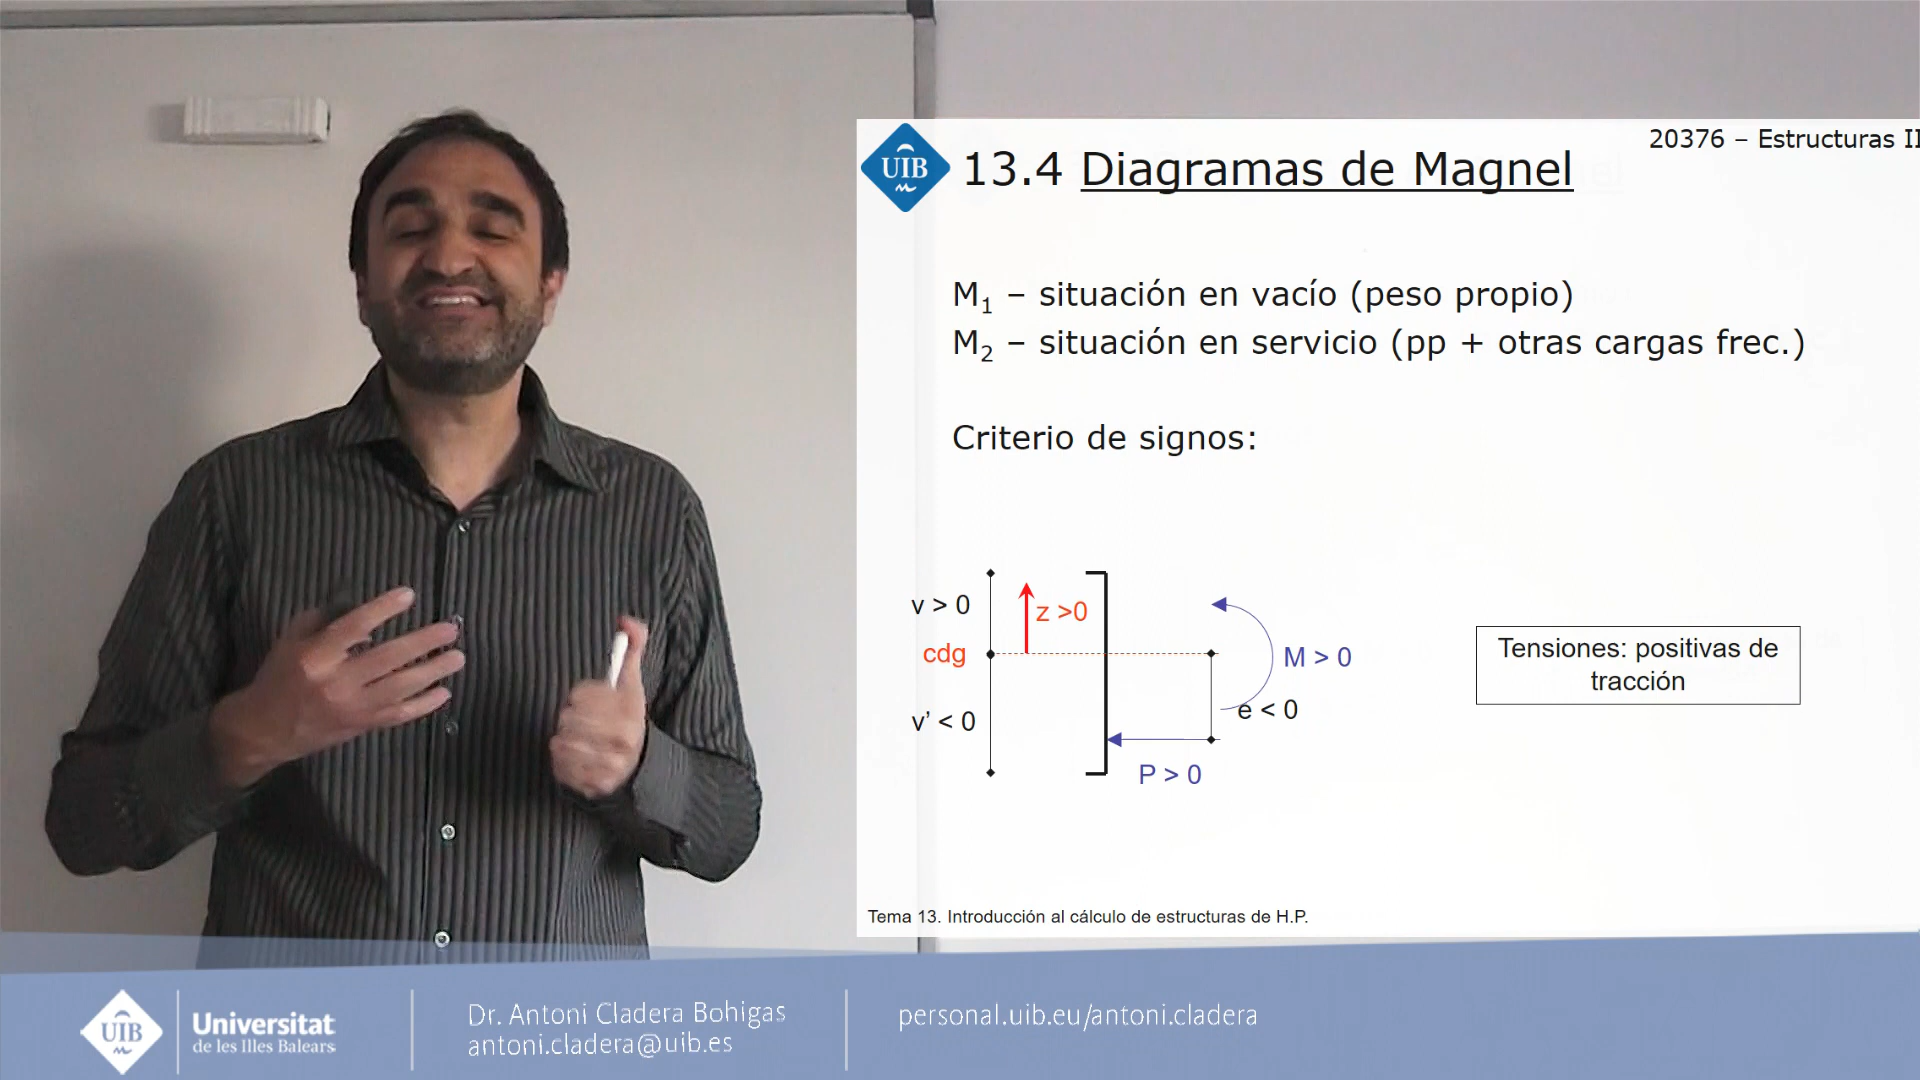 20376 – Estructuras II
UIB
13.4 Diagramas de Magnel
M1 – situación en vacío (peso propio)
M2 – situación en servicio (pp + otras cargas frec.)
Criterio de signos:
v > 0
z >0
cdg
M > 0
v' < 0
e < 0
P > 0
Tensiones: positivas de
tracción
Tema 13. Introducción al cálculo de estructuras de H.P.
UIB
Universitat
de les Illes Balears
Dr. Antoni Cladera Bohigas
antoni.cladera@uib.es
personal.uib.eu/antoni.cladera